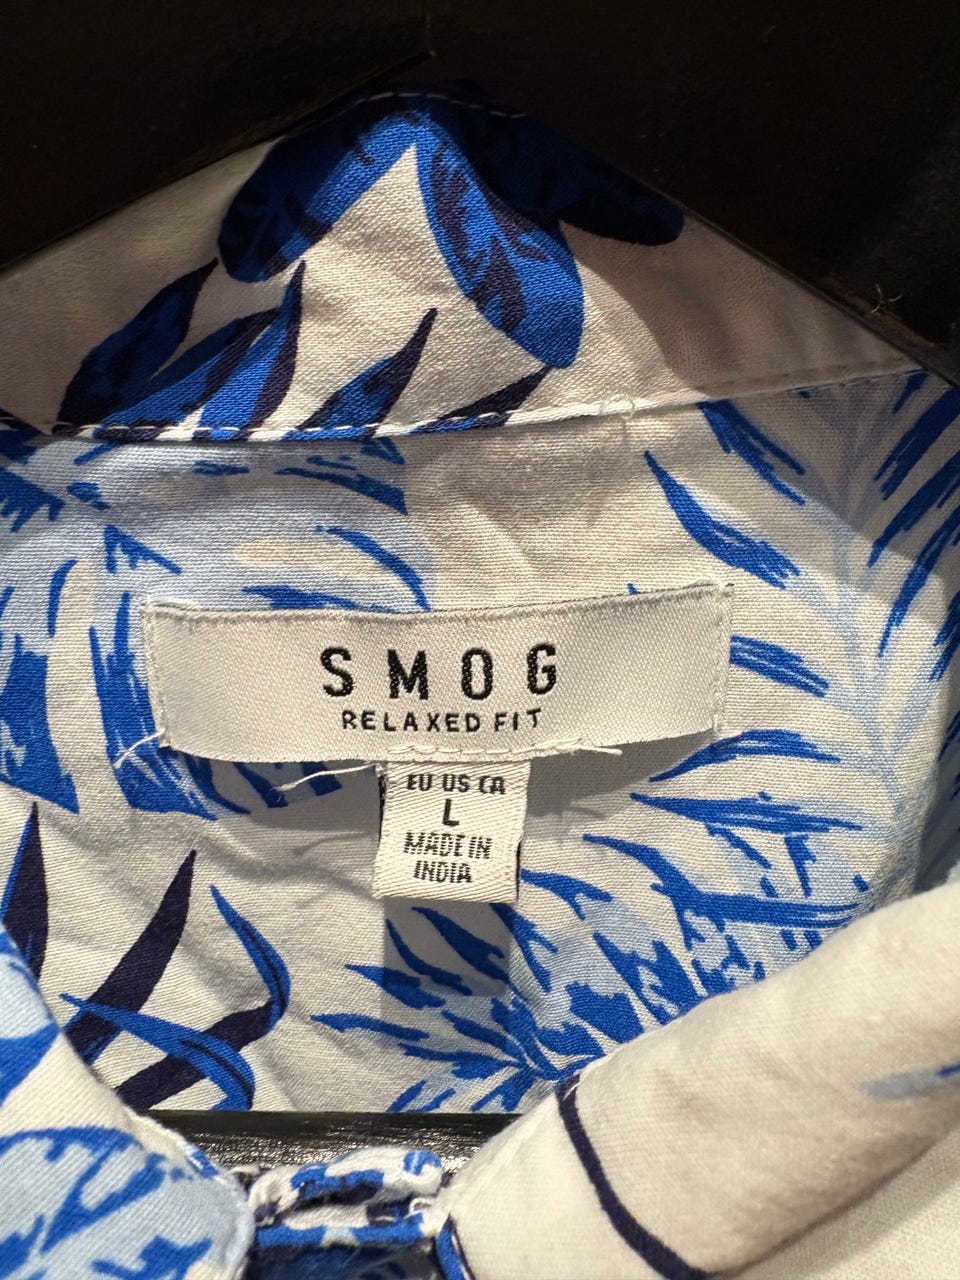 SMOG
RELAXED FIT
EU US CA
L
MADE IN
INDIA